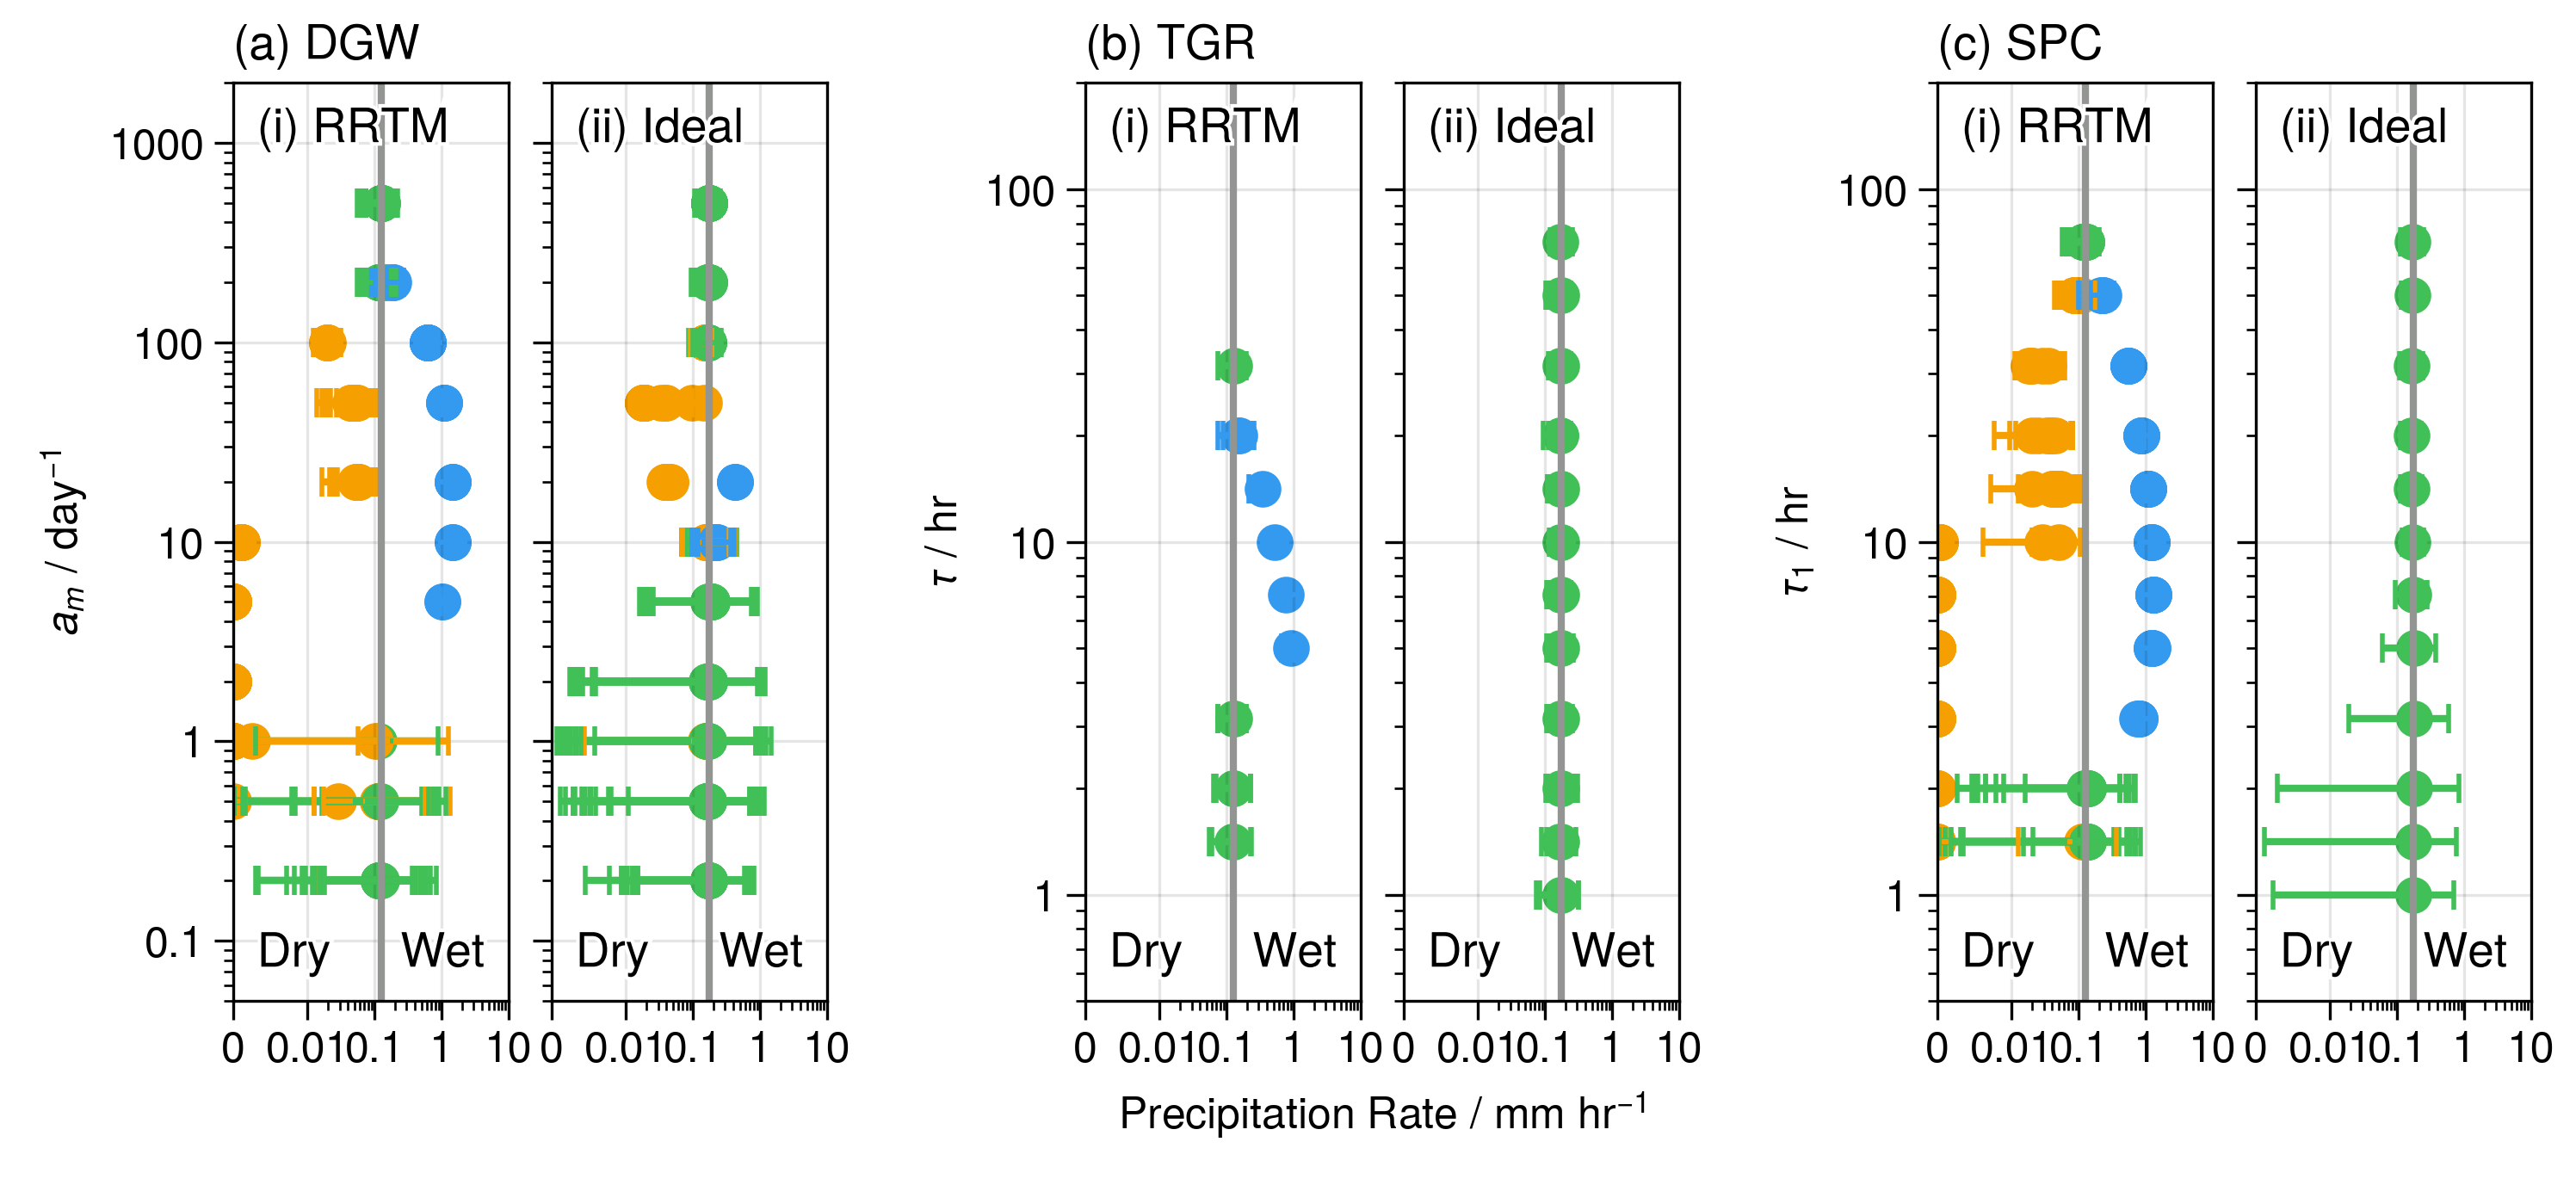 (a) DGW
(b) TGR
(c) SPC
(i) RRTM
(ii) Ideal
(i) RRTM
(ii) Ideal
(i) RRTM
(ii) Ideal
1000
100
10
1
0.1
a_m / day⁻¹
100
10
1
τ / hr
100
10
1
τ₁ / hr
Dry Wet
Dry Wet
Dry Wet
Dry Wet
Dry Wet
Dry Wet
0 0.01 0.1 1 10
0 0.01 0.1 1 10
0 0.01 0.1 1 10
0 0.01 0.1 1 10
0 0.01 0.1 1 10
0 0.01 0.1 1 10
Precipitation Rate / mm hr⁻¹